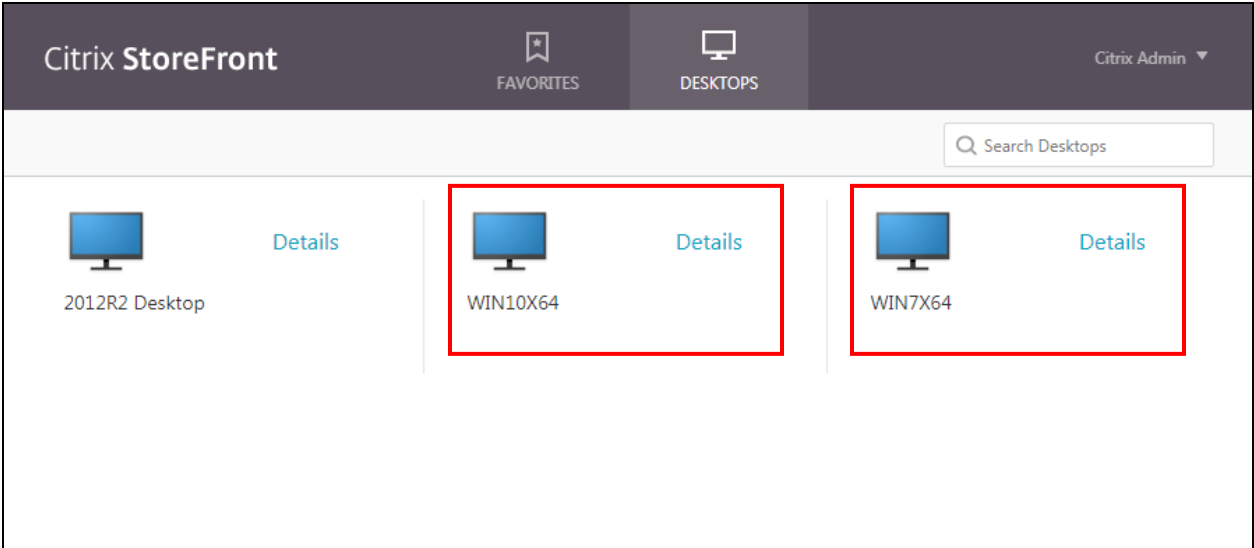 Citrix StoreFront
FAVORITES
DESKTOPS
Citrix Admin
Search Desktops
Details
2012R2 Desktop
Details
WIN10X64
Details
WIN7X64